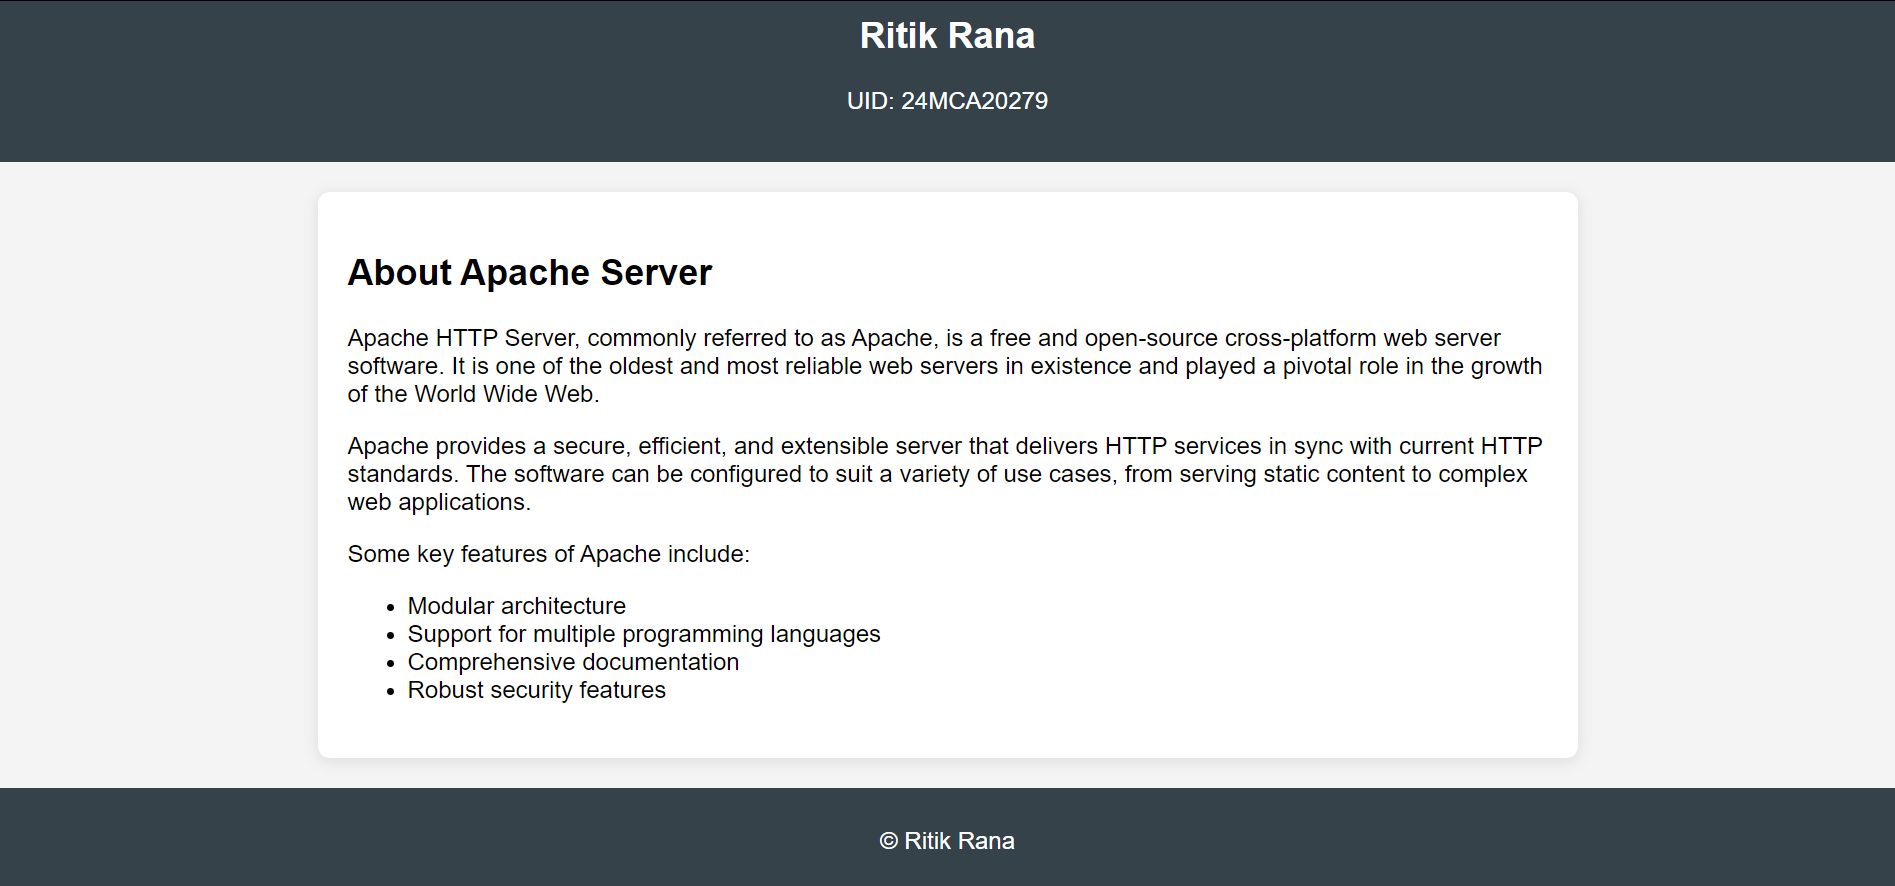 Ritik Rana
UID: 24MCA20279
About Apache Server
Apache HTTP Server, commonly referred to as Apache, is a free and open-source cross-platform web server
software. It is one of the oldest and most reliable web servers in existence and played a pivotal role in the growth
of the World Wide Web.
Apache provides a secure, efficient, and extensible server that delivers HTTP services in sync with current HTTP
standards. The software can be configured to suit a variety of use cases, from serving static content to complex
web applications.
Some key features of Apache include:
• Modular architecture
• Support for multiple programming languages
• Comprehensive documentation
• Robust security features
© Ritik Rana